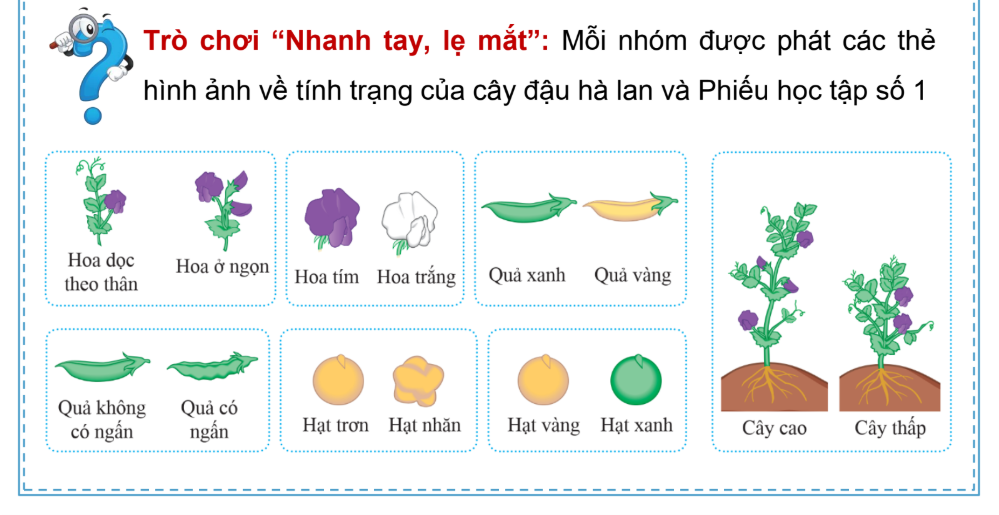 Trò chơi “Nhanh tay, lẹ mắt”: Mỗi nhóm được phát các thẻ
hình ảnh về tính trạng của cây đậu hà lan và Phiếu học tập số 1
Hoa dọc
theo thân
Hoa ở ngọn
Hoa tím
Hoa trắng
Quả xanh
Quả vàng
Quả không
có ngấn
Quả có
ngấn
Hạt trơn
Hạt nhăn
Hạt vàng
Hạt xanh
Cây cao
Cây thấp